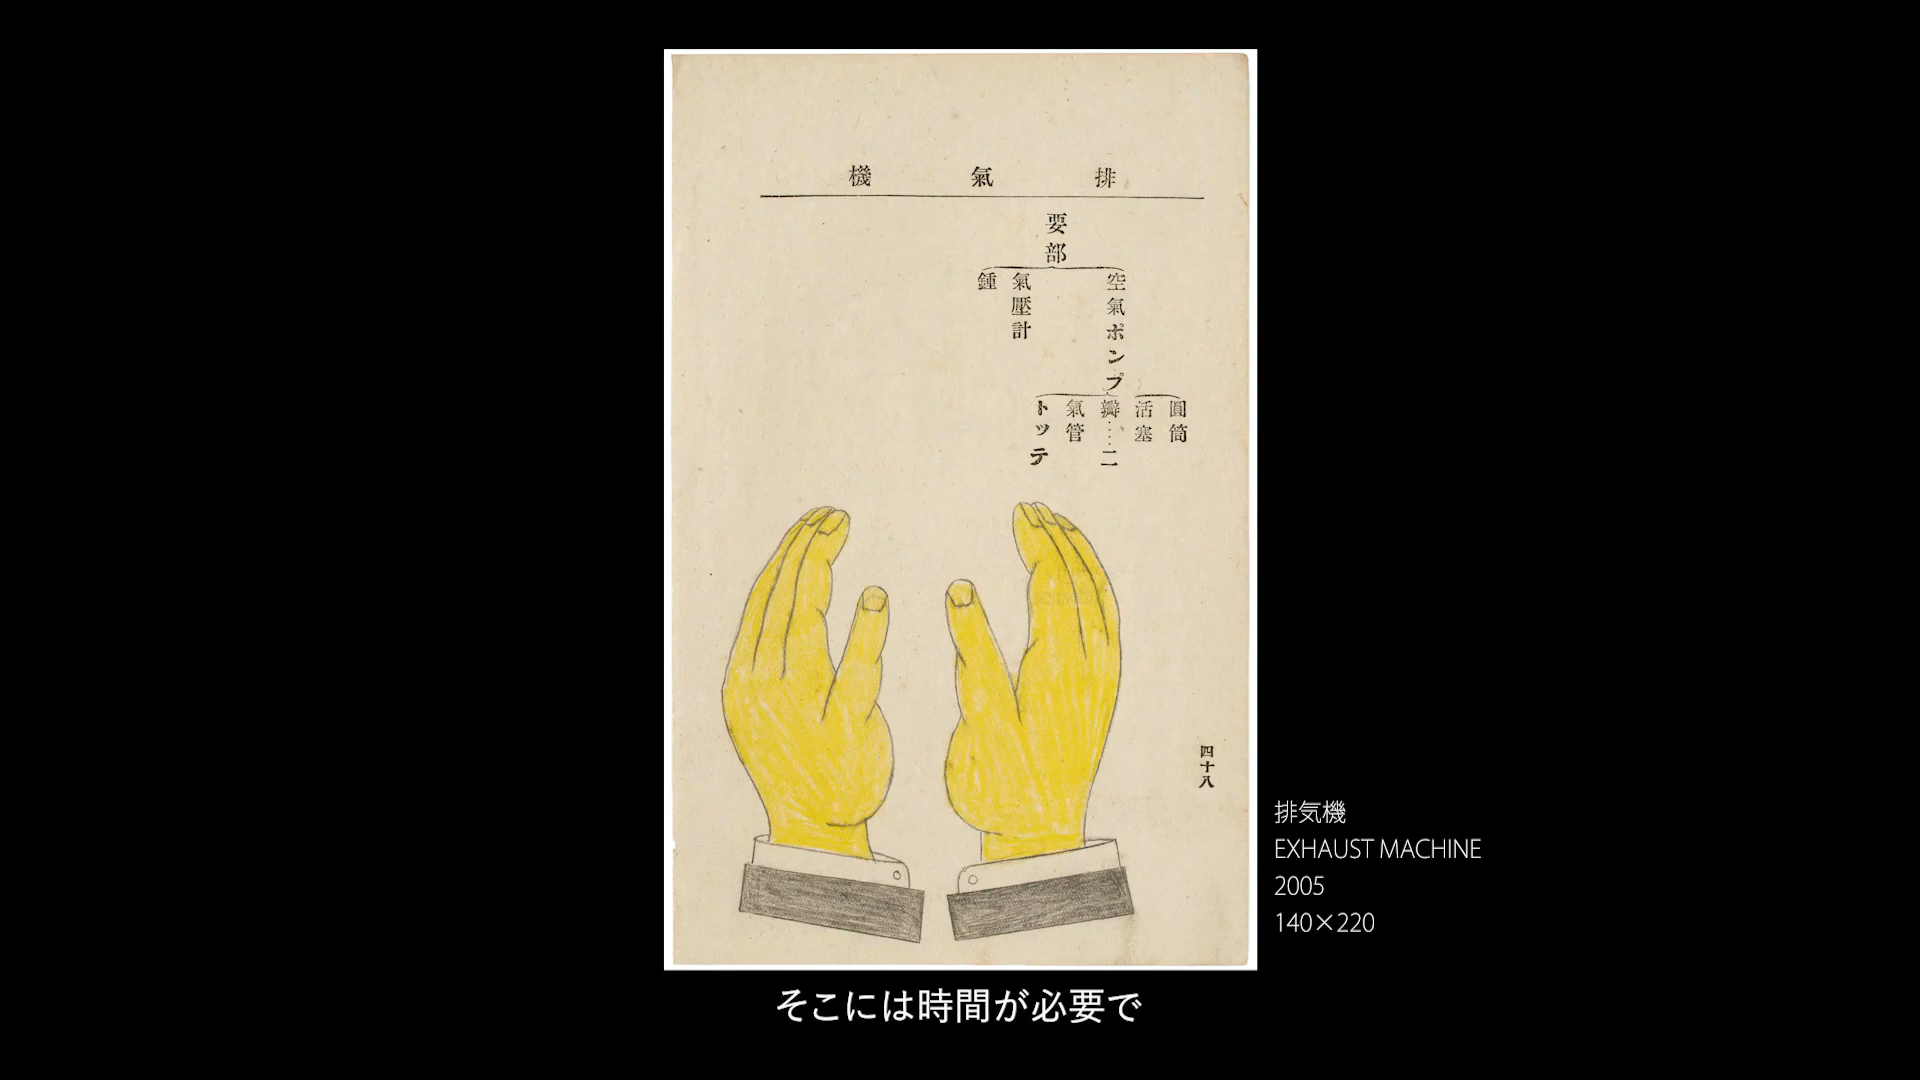 排氣機
要部
空氣ポンプ
氣壓計
錘
圓筒
活塞
瓣……二
氣管
トッテ
四十八
排気機
EXHAUST MACHINE
2005
140×220
そこには時間が必要で